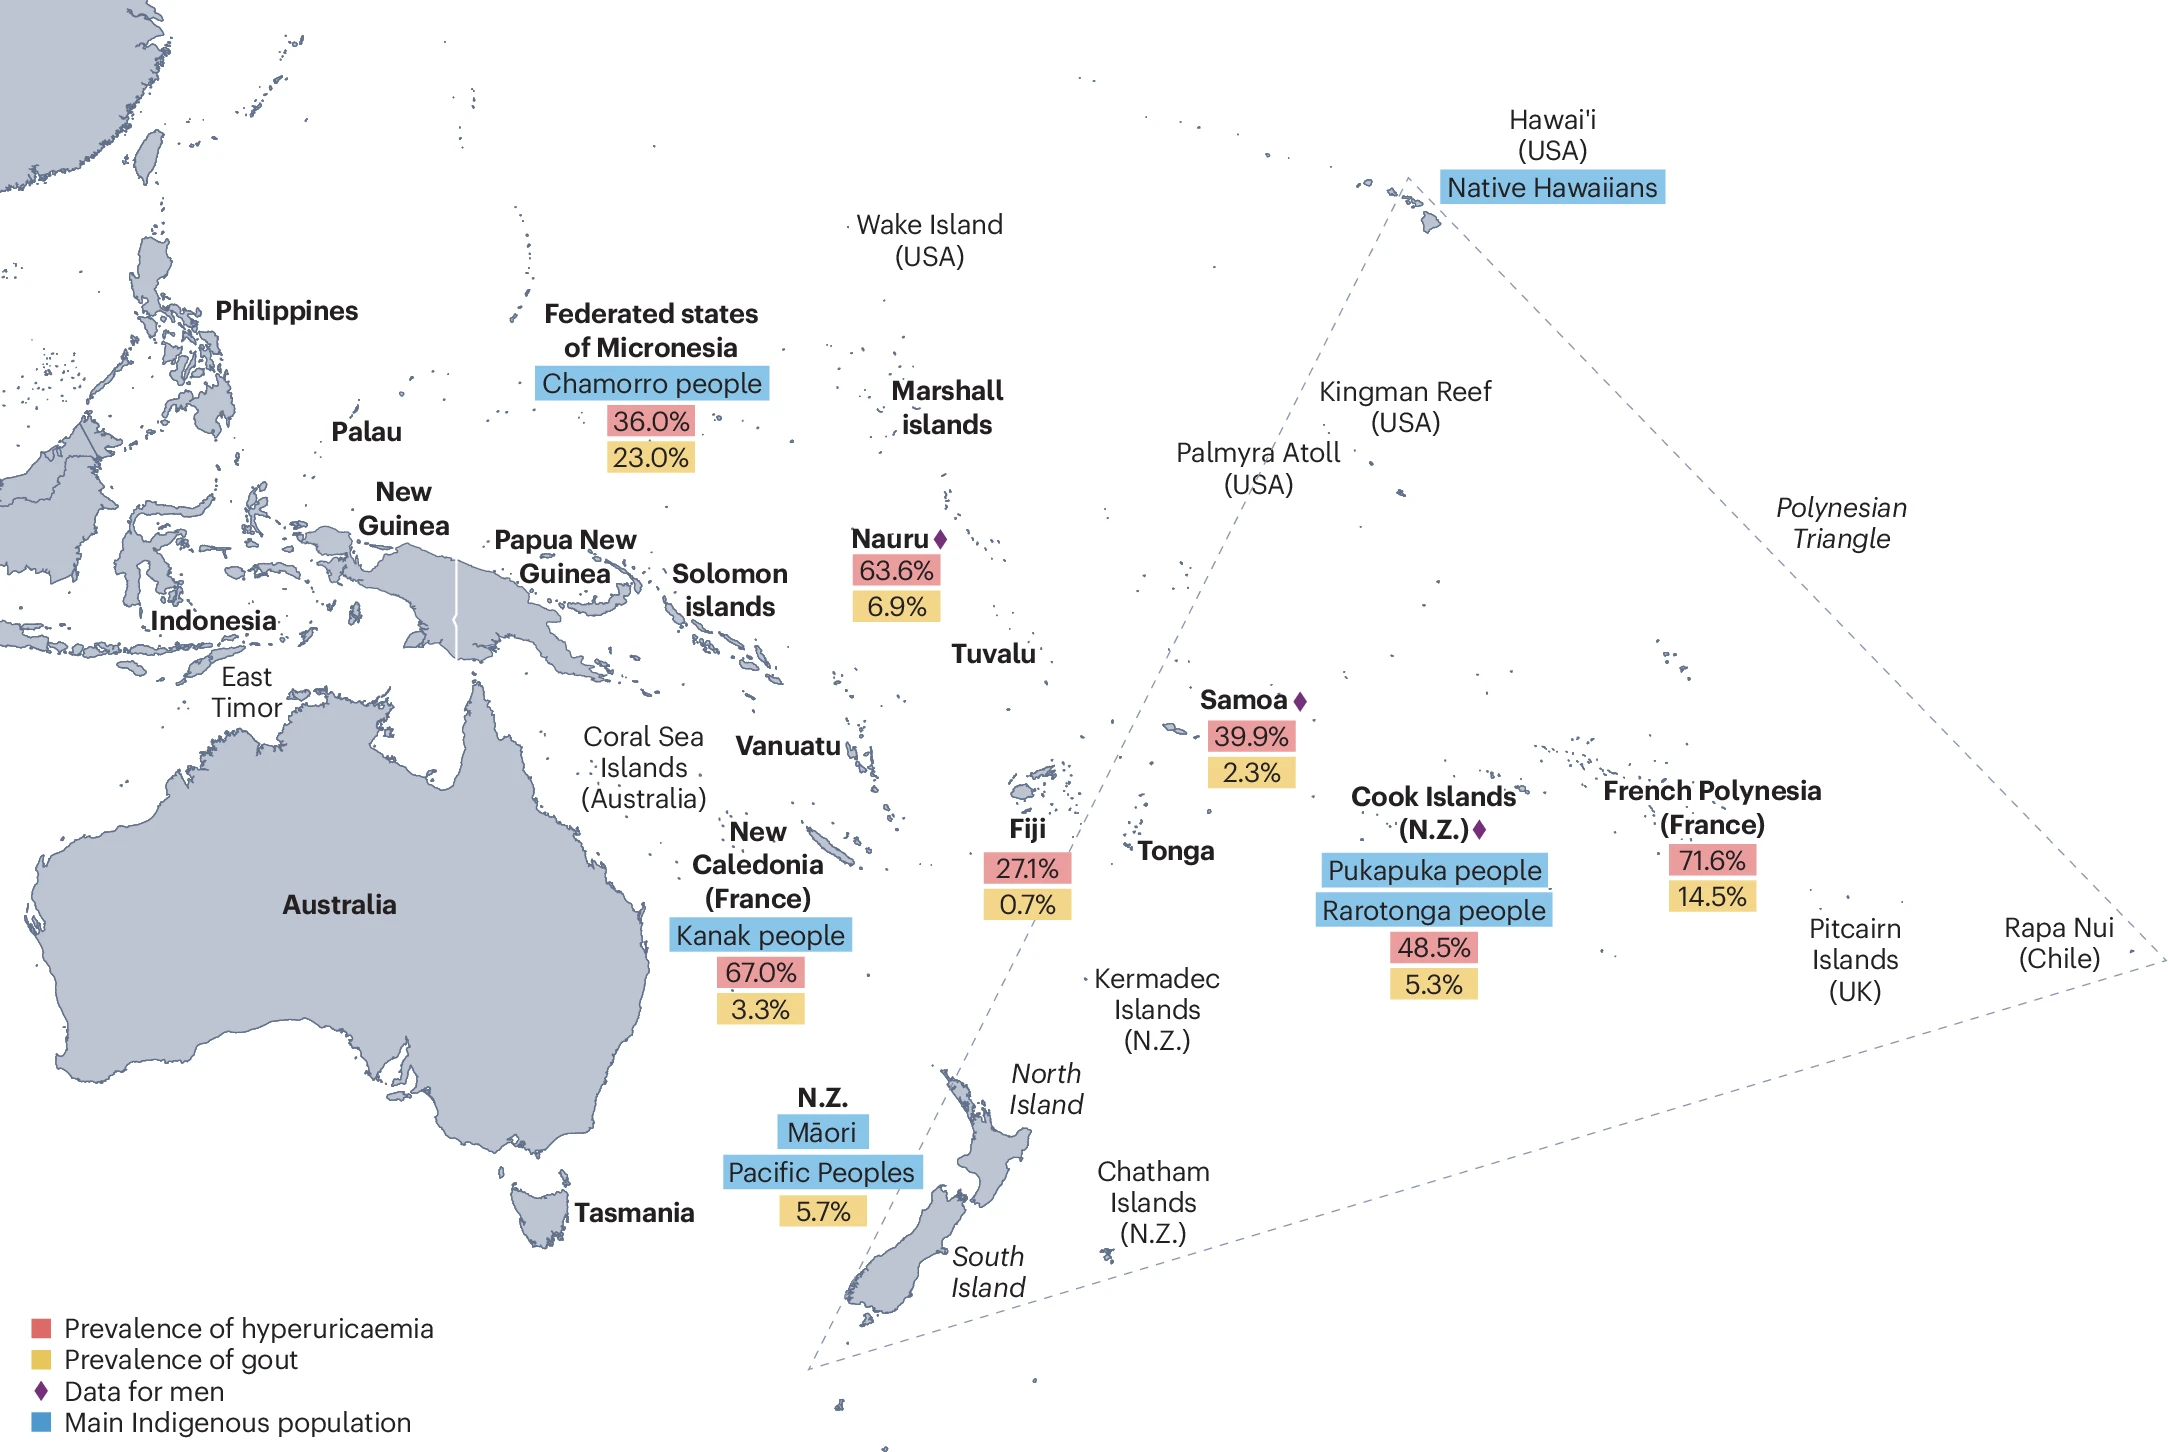 Hawai'i
(USA)
Native Hawaiians
Wake Island
(USA)
Philippines
Federated states
of Micronesia
Chamorro people
36.0%
23.0%
Marshall
islands
Kingman Reef
(USA)
Palmyra Atoll
(USA)
Palau
New
Guinea
Papua New
Guinea
Solomon
islands
Nauru
63.6%
6.9%
Polynesian
Triangle
Indonesia
East
Timor
Tuvalu
Samoa
39.9%
2.3%
Coral Sea
Islands
(Australia)
Vanuatu
New
Caledonia
(France)
Kanak people
67.0%
3.3%
Fiji
27.1%
0.7%
Tonga
Cook Islands
(N.Z.)
Pukapuka people
Rarotonga people
48.5%
5.3%
French Polynesia
(France)
71.6%
14.5%
Australia
Pitcairn
Islands
(UK)
Rapa Nui
(Chile)
Kermadec
Islands
(N.Z.)
North
Island
N.Z.
Māori
Pacific Peoples
5.7%
Tasmania
Chatham
Islands
(N.Z.)
South
Island
Prevalence of hyperuricaemia
Prevalence of gout
Data for men
Main Indigenous population